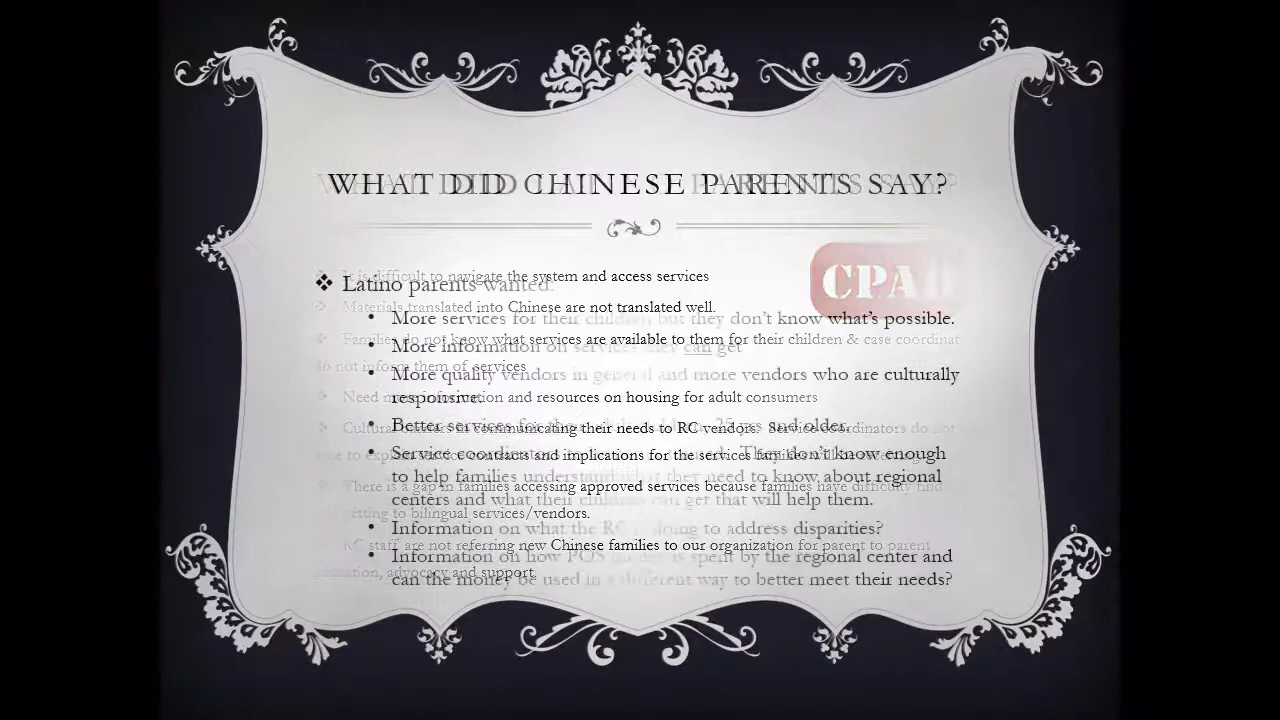 WHAT DID CHINESE PARENTS SAY?
CPAD
Latino parents wanted:
More services for their children but they don't know what's possible.
More information on services they can get
More quality vendors in general and more vendors who are culturally
responsive.
Better services for
and older.
Service coordinators
They don't know enough
to help families understand what they need to know about regional
centers and what their children can get that will help them.
Information on what the RC is doing to address disparities?
Information on how POS money is spent by the regional center and
can the money be used in a different way to better meet their needs?
It is difficult to navigate the system and access services
Materials translated into Chinese are not translated well.
Families do not know what services are available to them for their children & case coordinat
do not inform them of services
Need more information and resources on housing for adult consumers
communicating their needs to RC vendors. Service coordinators do not
contracts and implications for the services families
There is a gap in families accessing approved services because families have difficulty finding
and getting to bilingual services/vendors.
RC staff are not referring new Chinese families to our organization for parent to parent
education, advocacy and support